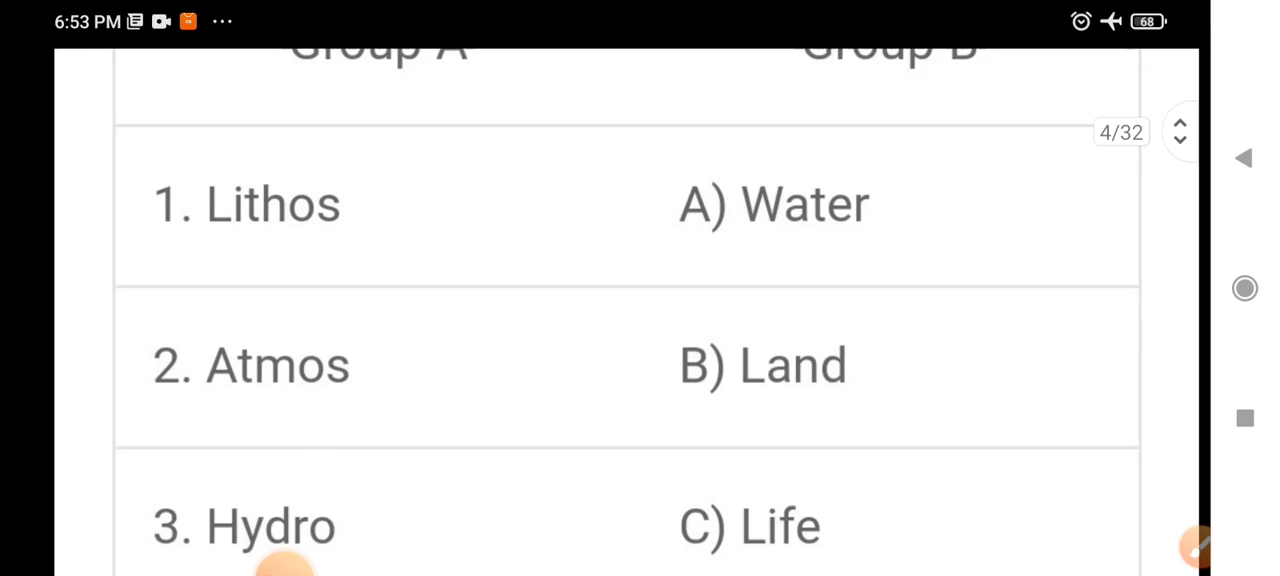 6:53 PM
68
Group A Group B
4/32
1. Lithos A) Water
2. Atmos B) Land
3. Hydro C) Life